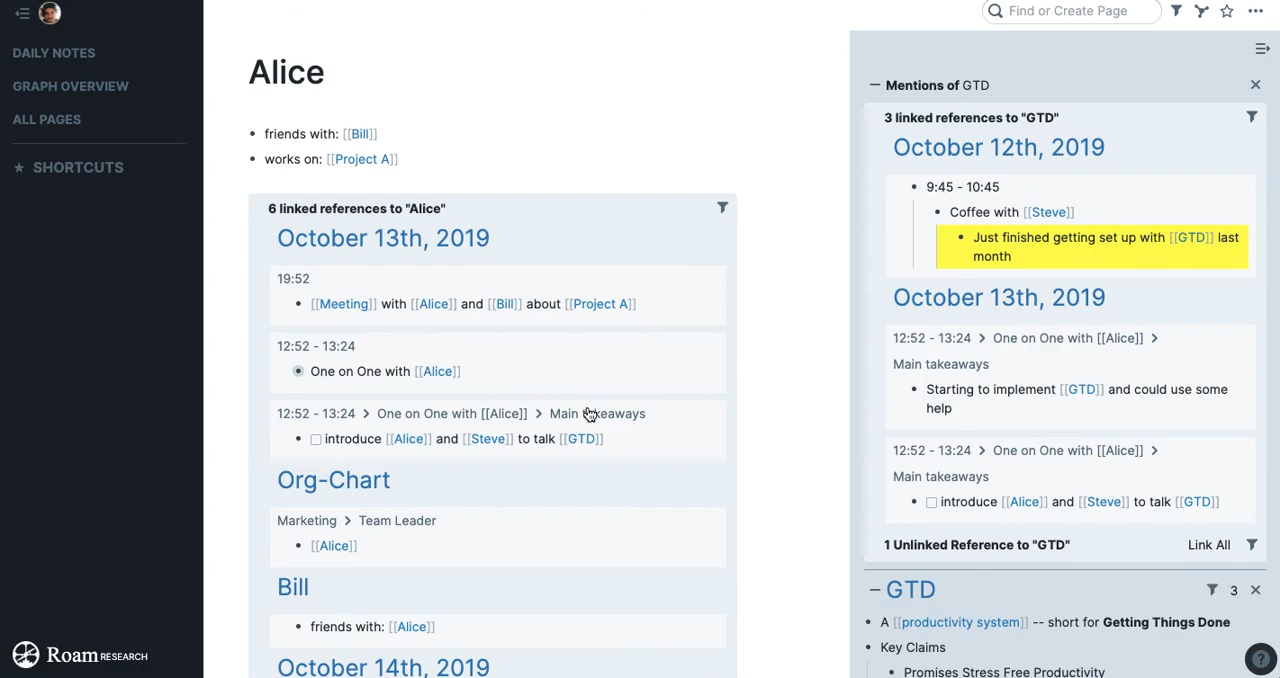 DAILY NOTES
GRAPH OVERVIEW
ALL PAGES
★ SHORTCUTS
Roam RESEARCH
Alice
• friends with: [[Bill]]
• works on: [[Project A]]
6 linked references to "Alice"
October 13th, 2019
19:52
• [[Meeting]] with [[Alice]] and [[Bill]] about [[Project A]]
12:52 - 13:24
• One on One with [[Alice]]
12:52 - 13:24 > One on One with [[Alice]] > Main takeaways
• introduce [[Alice]] and [[Steve]] to talk [[GTD]]
Org-Chart
Marketing > Team Leader
• [[Alice]]
Bill
• friends with: [[Alice]]
October 14th, 2019
Find or Create Page
Mentions of GTD
3 linked references to "GTD"
October 12th, 2019
• 9:45 - 10:45
• Coffee with [[Steve]]
• Just finished getting set up with [[GTD]] last
month
October 13th, 2019
12:52 - 13:24 > One on One with [[Alice]] >
Main takeaways
• Starting to implement [[GTD]] and could use some
help
12:52 - 13:24 > One on One with [[Alice]] >
Main takeaways
• introduce [[Alice]] and [[Steve]] to talk [[GTD]]
1 Unlinked Reference to "GTD" Link All
GTD 3
• A [[productivity system]] -- short for Getting Things Done
• Key Claims
• Promises Stress Free Productivity
?